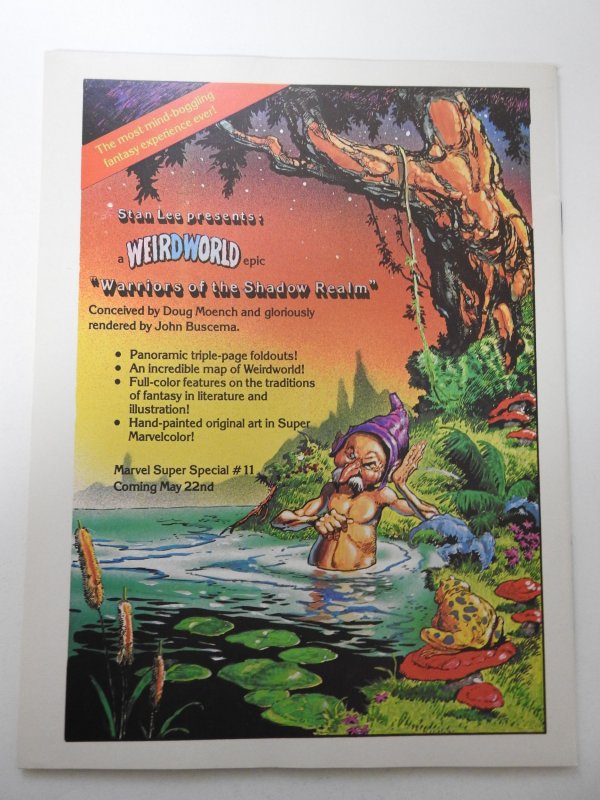 The most mind-boggling
fantasy experience ever!
Stan Lee presents:
a WEIRDWORLD epic
"Warriors of the Shadow Realm"
Conceived by Doug Moench and gloriously
rendered by John Buscema.
• Panoramic triple-page foldouts!
• An incredible map of Weirdworld!
• Full-color features on the traditions
of fantasy in literature and
illustration!
• Hand-painted original art in Super
Marvelcolor!
Marvel Super Special #11
Coming May 22nd